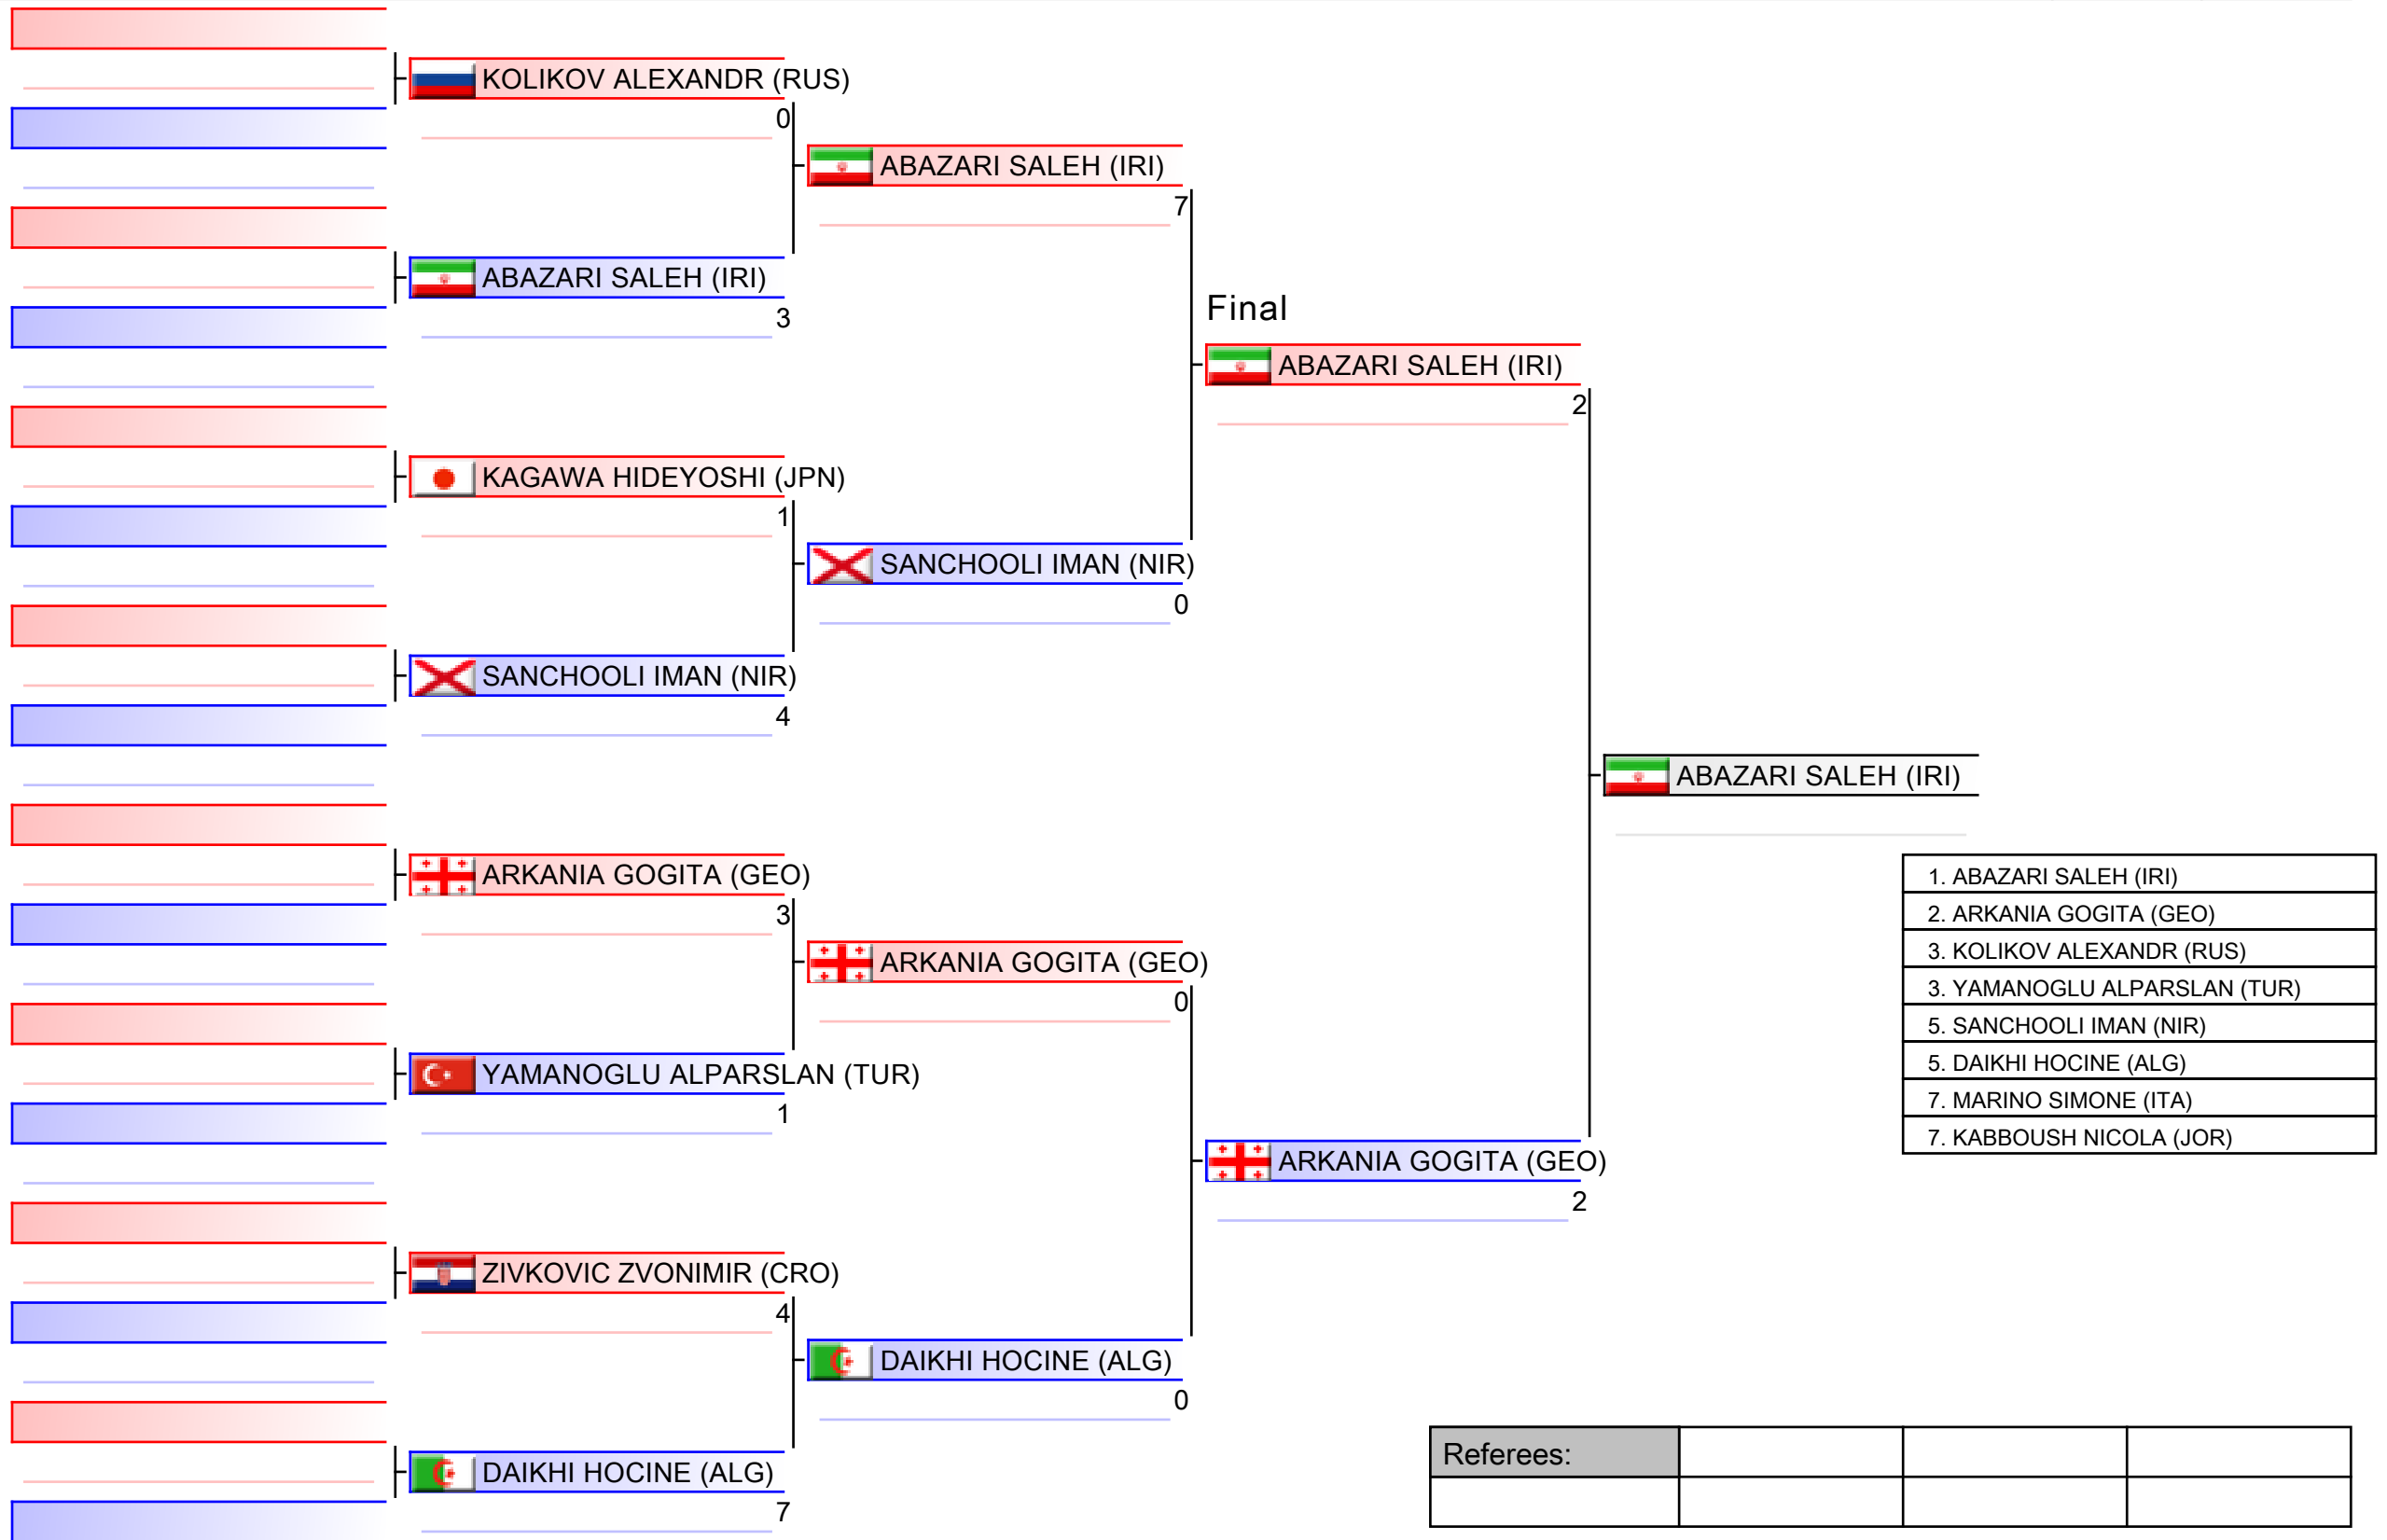 KOLIKOV ALEXANDR (RUS)
0
ABAZARI SALEH (IRI)
7
ABAZARI SALEH (IRI)
3
Final
ABAZARI SALEH (IRI)
2
KAGAWA HIDEYOSHI (JPN)
1
SANCHOOLI IMAN (NIR)
0
SANCHOOLI IMAN (NIR)
4
ABAZARI SALEH (IRI)
ARKANIA GOGITA (GEO)
3
ARKANIA GOGITA (GEO)
0
YAMANOGLU ALPARSLAN (TUR)
1
ARKANIA GOGITA (GEO)
2
ZIVKOVIC ZVONIMIR (CRO)
4
DAIKHI HOCINE (ALG)
0
DAIKHI HOCINE (ALG)
7
1. ABAZARI SALEH (IRI)
2. ARKANIA GOGITA (GEO)
3. KOLIKOV ALEXANDR (RUS)
3. YAMANOGLU ALPARSLAN (TUR)
5. SANCHOOLI IMAN (NIR)
5. DAIKHI HOCINE (ALG)
7. MARINO SIMONE (ITA)
7. KABBOUSH NICOLA (JOR)
Referees: